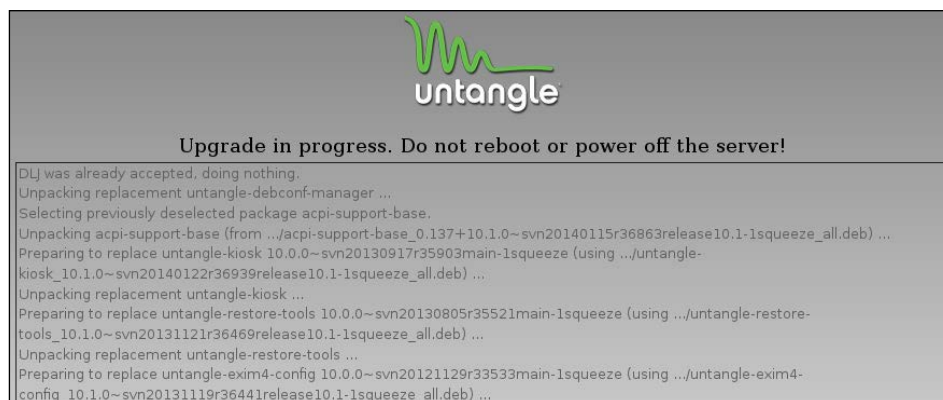 untangle
Upgrade in progress. Do not reboot or power off the server!
DLJ was already accepted, doing nothing.
Unpacking replacement untangle-debconf-manager ...
Selecting previously deselected package acpi-support-base.
Unpacking acpi-support-base (from .../acpi-support-base_0.137+10.1.0~svn20140115r36863release10.1-1squeeze_all.deb) ...
Preparing to replace untangle-kiosk 10.0.0~svn20130917r35903main-1squeeze (using .../untangle-
kiosk_10.1.0~svn20140122r36939release10.1-1squeeze_all.deb) ...
Unpacking replacement untangle-kiosk ...
Preparing to replace untangle-restore-tools 10.0.0~svn20130805r35521main-1squeeze (using .../untangle-restore-
tools_10.1.0~svn20131121r36469release10.1-1squeeze_all.deb) ...
Unpacking replacement untangle-restore-tools ...
Preparing to replace untangle-exim4-config 10.0.0~svn20121129r33533main-1squeeze (using .../untangle-exim4-
config_10.1.0~svn20131119r36441release10.1-1squeeze_all.deb) ...